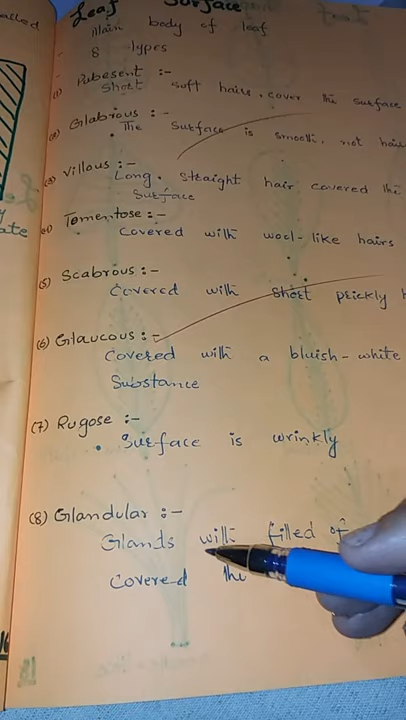 alled
ate
Leaf Surface
Main body of leaf
8 types
(1) Pubesent :-
Short soft hairs, cover the surface
(2) Glabrous :-
The Surface is smooth, not hair
(3) Villous :-
Long, straight hair covered the
Surface
(4) Tomentose :-
Covered with wool-like hairs
(5) Scabrous :-
Covered with short prickly h
(6) Glaucous :-
Covered with a bluish-white
Substance
(7) Rugose :-
Surface is wrinkly
(8) Glandular :-
Glands with filled of
Covered the